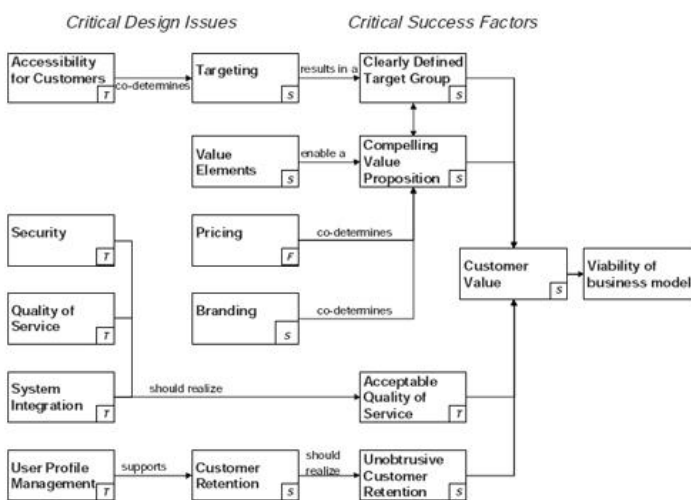 Critical Design Issues
Critical Success Factors
Accessibility
for Customers
T
co-determines
Targeting
S
results in a
Clearly Defined
Target Group
S
Value
Elements
S
enable a
Compelling
Value
Proposition
S
Security
T
Pricing
F
co-determines
Customer
Value
S
Viability of
business model
Quality of
Service
T
Branding
S
co-determines
System
Integration
T
should realize
Acceptable
Quality of
Service
T
User Profile
Management
T
supports
Customer
Retention
S
should
realize
Unobtrusive
Customer
Retention
S